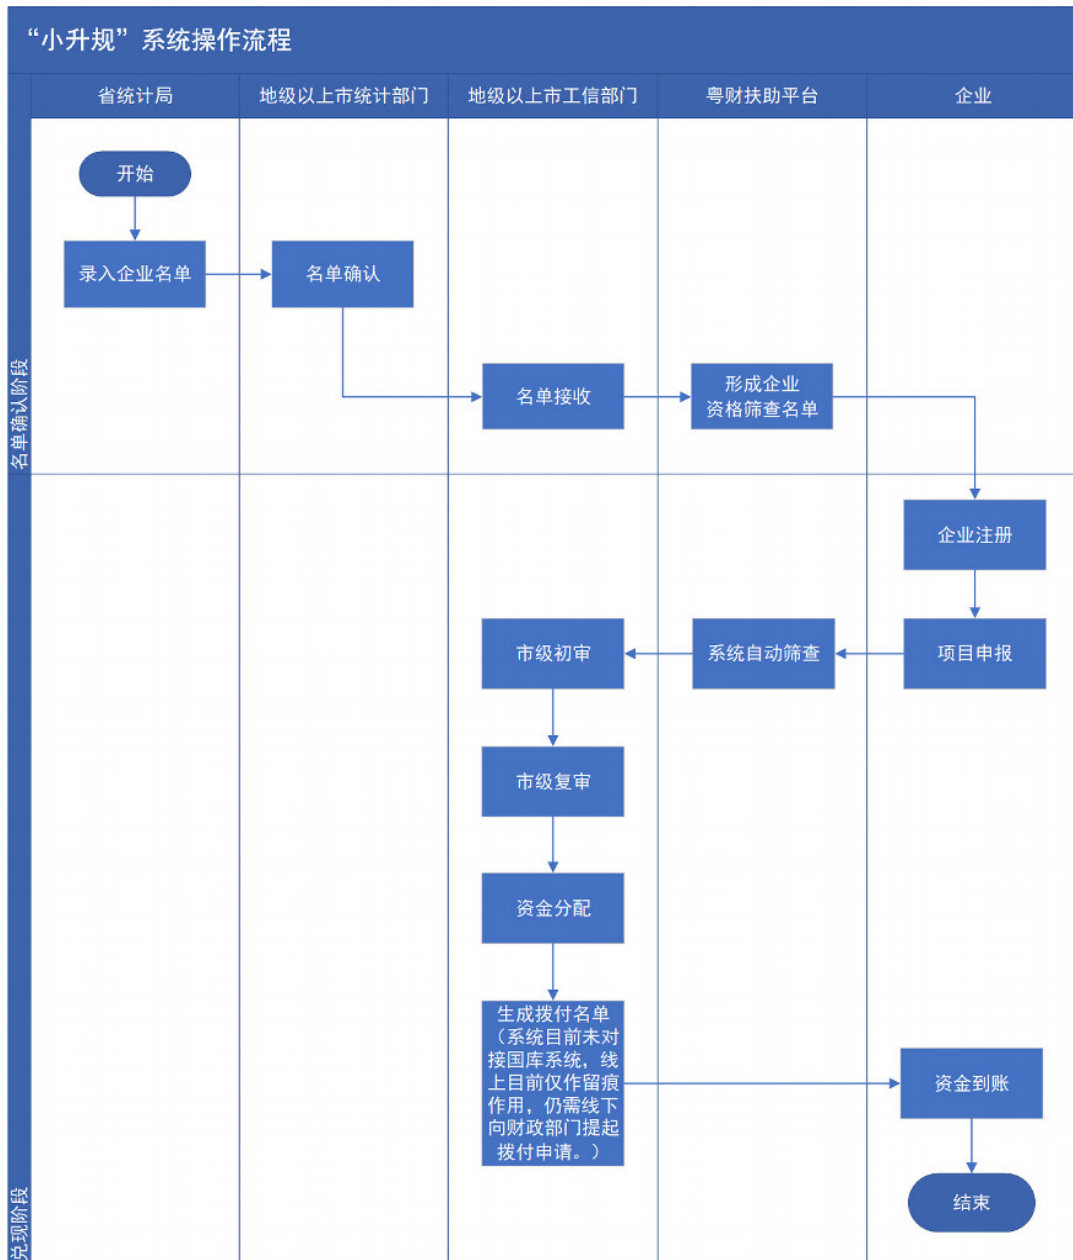 “小升规”系统操作流程
省统计局
地级以上市统计部门
地级以上市工信部门
粤财扶助平台
企业
名单确认阶段
开始
录入企业名单
名单确认
名单接收
形成企业
资格筛查名单
企业注册
市级初审
系统自动筛查
项目申报
市级复审
资金分配
生成拨付名单
（系统目前未对
接国库系统，线
上目前仅作留痕
作用，仍需线下
向财政部门提起
拨付申请。）
资金到账
结束
兑现阶段